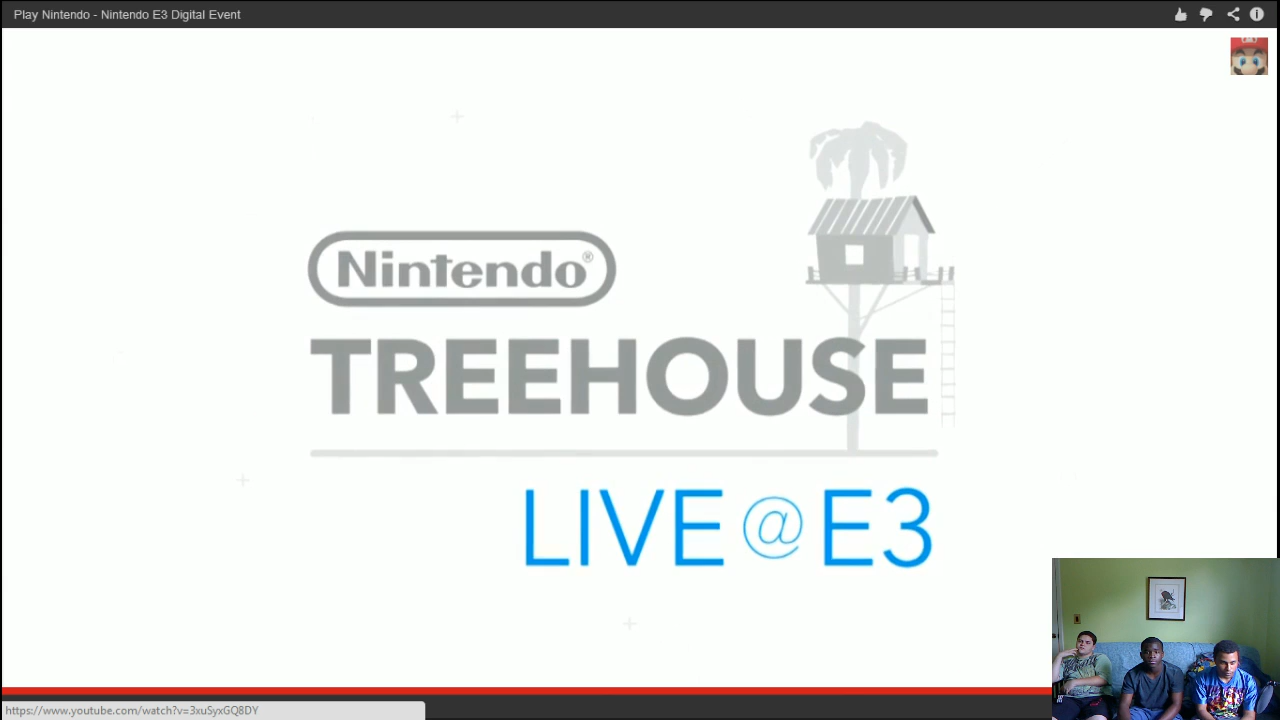 Play Nintendo - Nintendo E3 Digital Event
Nintendo®
TREEHOUSE
LIVE@E3
https://www.youtube.com/watch?v=3xuSyxGQ8DY